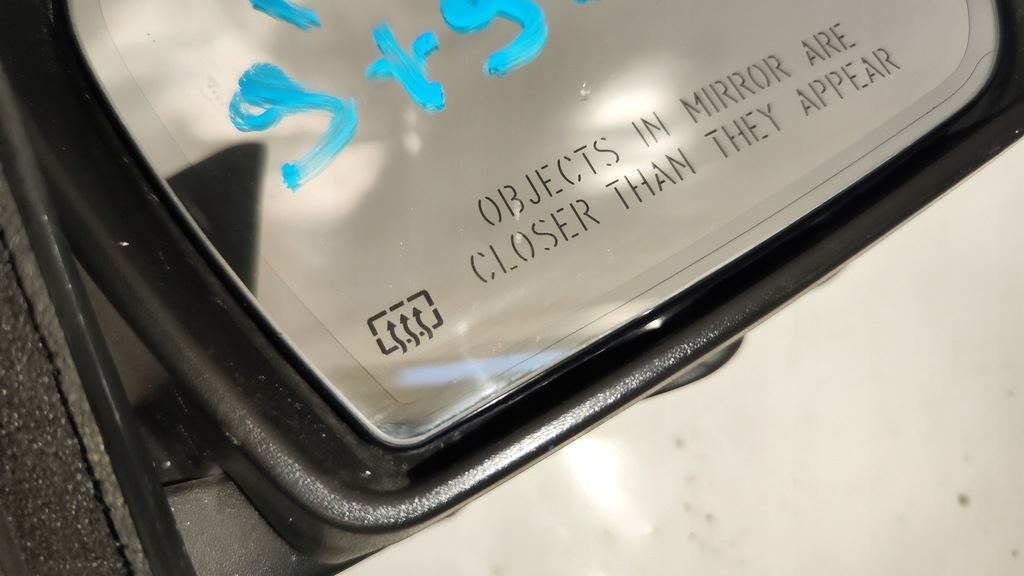 OBJECTS IN MIRROR ARE
CLOSER THAN THEY APPEAR